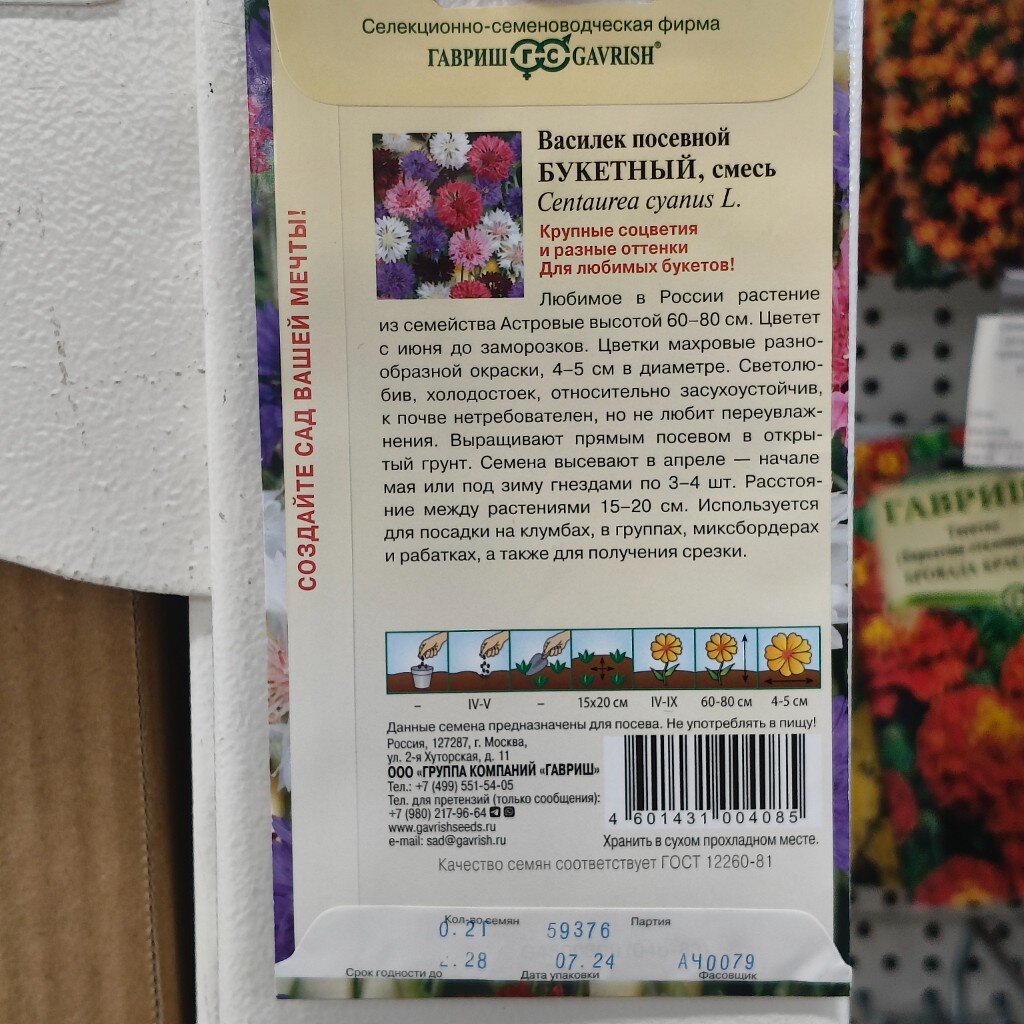 Селекционно-семеноводческая фирма
ГАВРИШ ГС GAVRISH®
СОЗДАЙТЕ САД ВАШЕЙ МЕЧТЫ!
Василек посевной
БУКЕТНЫЙ, смесь
Centaurea cyanus L.
Крупные соцветия
и разные оттенки
Для любимых букетов!
Любимое в России растение
из семейства Астровые высотой 60–80 см. Цветет
с июня до заморозков. Цветки махровые разно-
образной окраски, 4–5 см в диаметре. Светолю-
бив, холодостоек, относительно засухоустойчив,
к почве нетребователен, но не любит переувлаж-
нения. Выращивают прямым посевом в откры-
тый грунт. Семена высевают в апреле — начале
мая или под зиму гнездами по 3–4 шт. Расстоя-
ние между растениями 15–20 см. Используется
для посадки на клумбах, в группах, миксбордерах
и рабатках, а также для получения срезки.
– IV-V – 15х20 см IV-IX 60-80 см 4-5 см
Данные семена предназначены для посева. Не употреблять в пищу!
Россия, 127287, г. Москва,
ул. 2-я Хуторская, д. 11
ООО «ГРУППА КОМПАНИЙ «ГАВРИШ»
Тел.: +7 (499) 551-54-05
Тел. для претензий (только сообщения):
+7 (980) 217-96-64
www.gavrishseeds.ru
e-mail: sad@gavrish.ru
4 601431 004085
Хранить в сухом прохладном месте.
Качество семян соответствует ГОСТ 12260-81
Кол-во семян Партия
0.2Г 59376
.28 07.24 АЧ0079
Срок годности до Дата упаковки Фасовщик
ГАВРИШ